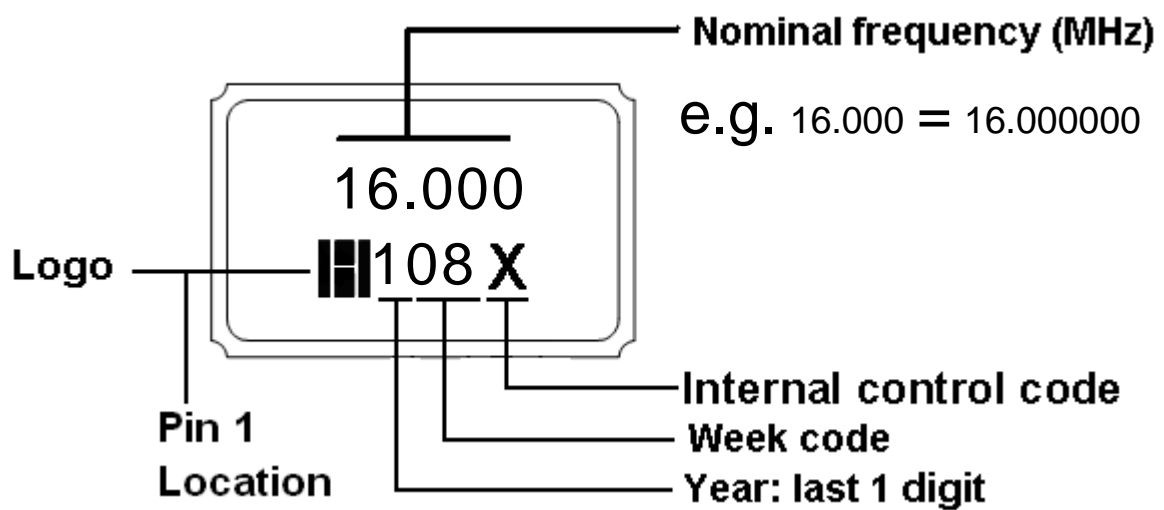 Nominal frequency (MHz)
e.g. 16.000 = 16.000000
16.000
Logo
108 X
Internal control code
Pin 1
Location
Week code
Year: last 1 digit